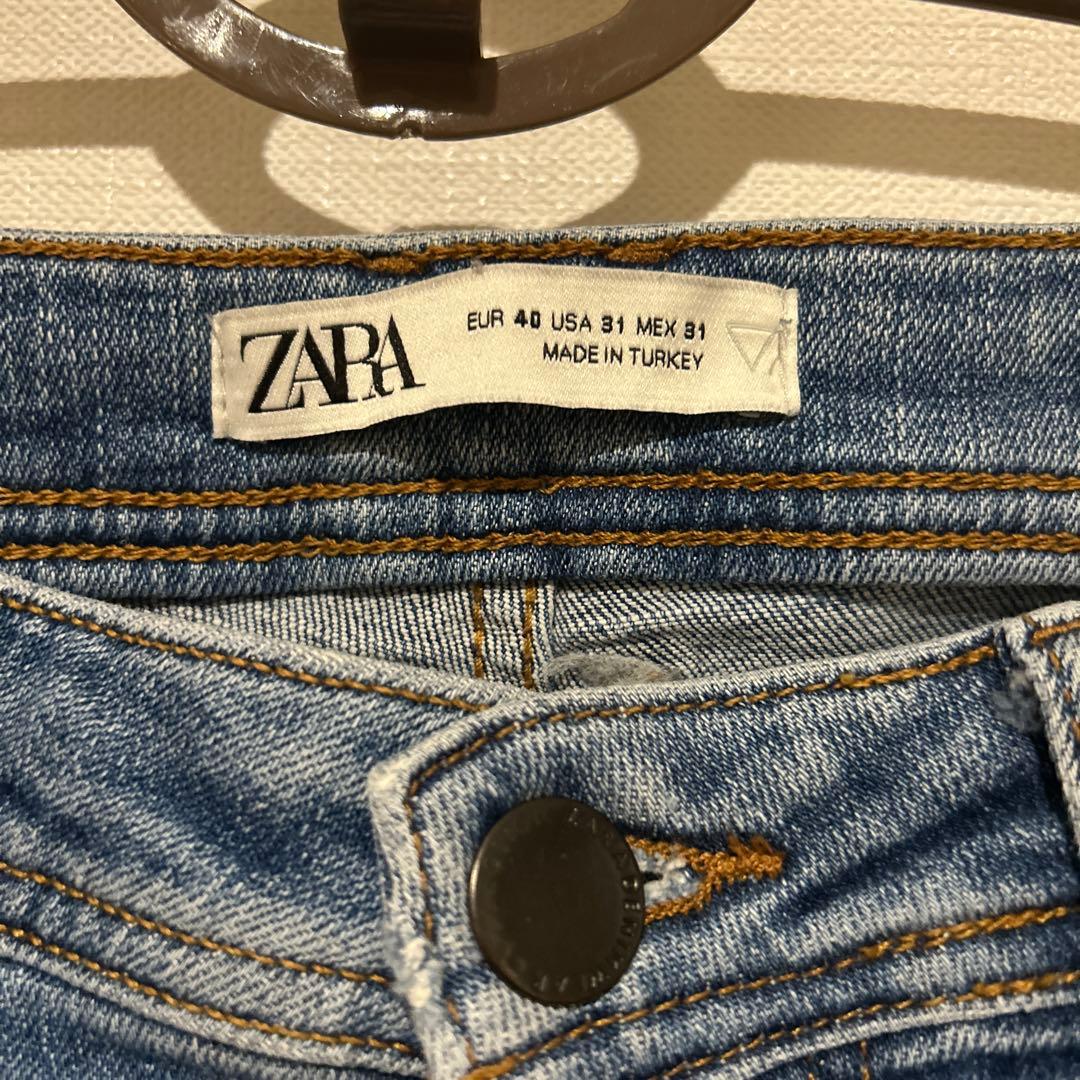 ZARA
EUR 40 USA 31 MEX 31
MADE IN TURKEY